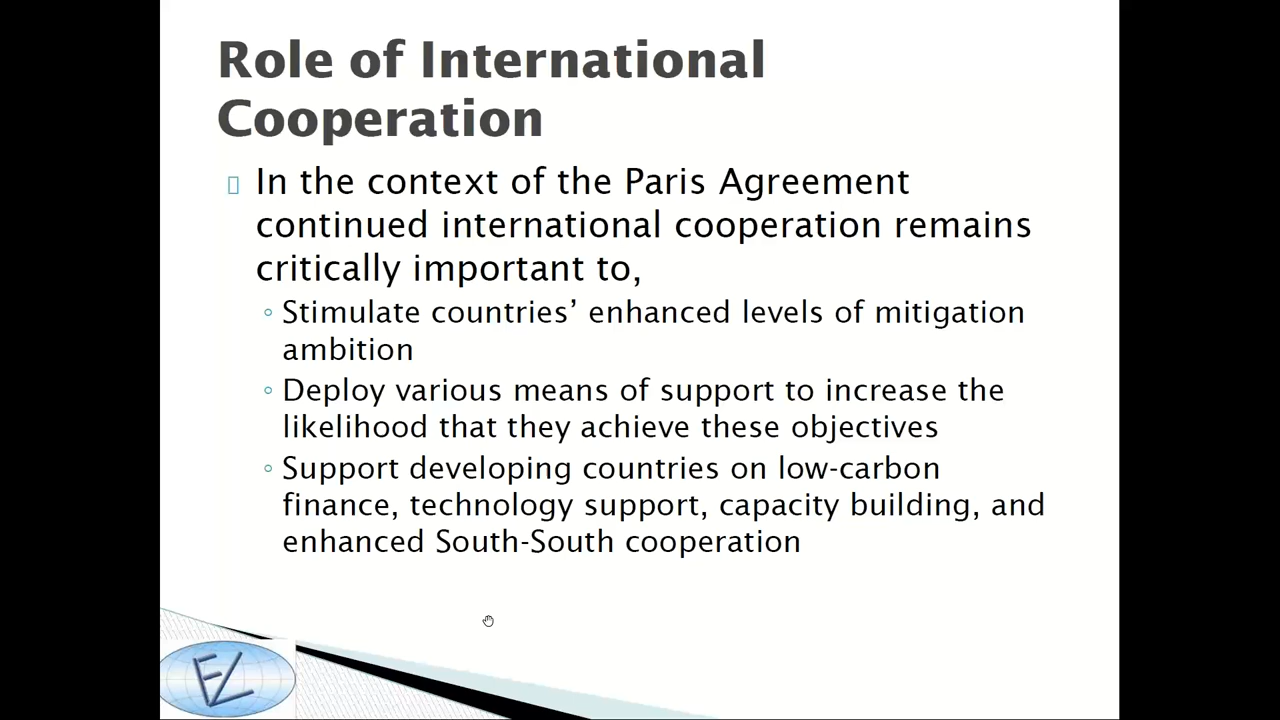 Role of International
Cooperation
In the context of the Paris Agreement
continued international cooperation remains
critically important to,
Stimulate countries’ enhanced levels of mitigation
ambition
Deploy various means of support to increase the
likelihood that they achieve these objectives
Support developing countries on low-carbon
finance, technology support, capacity building, and
enhanced South-South cooperation